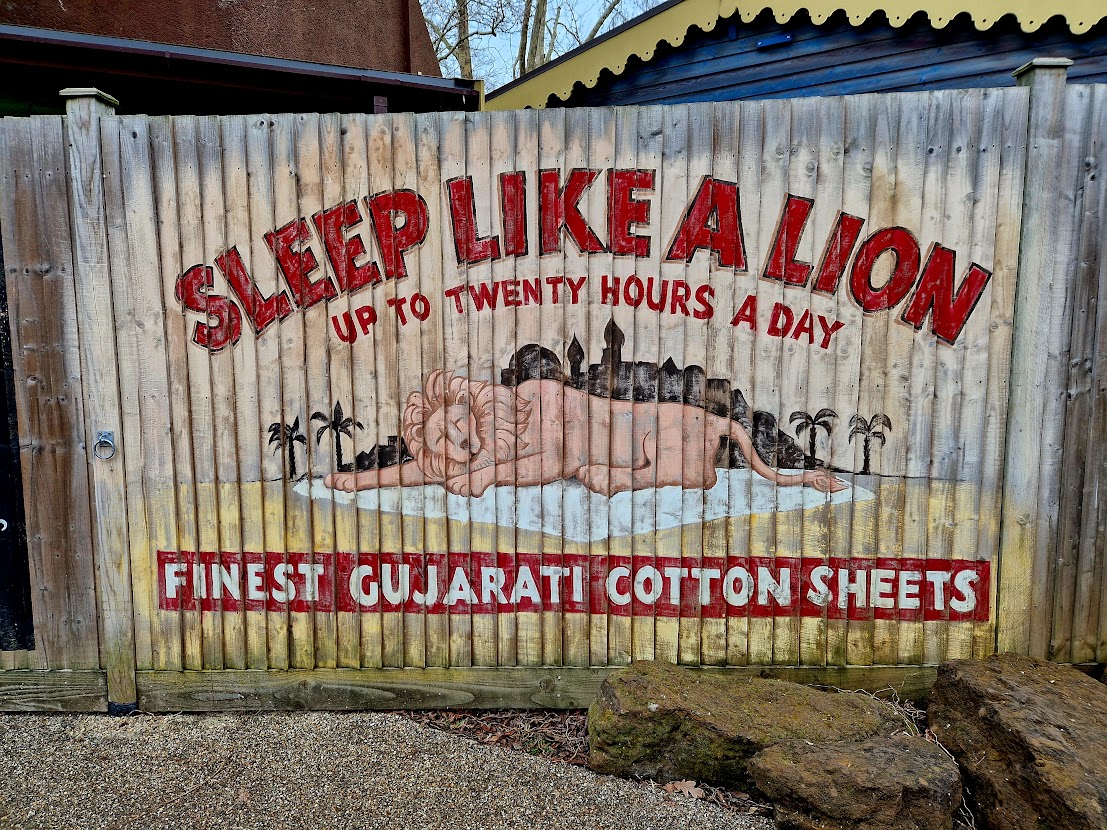 SLEEP LIKE A LION
UP TO TWENTY HOURS A DAY
FINEST GUJARATI COTTON SHEETS